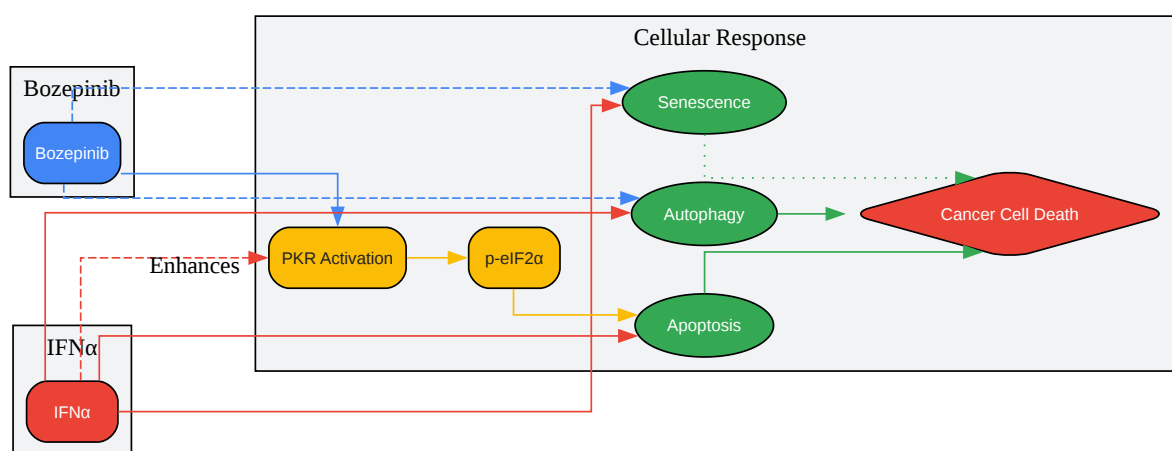 Cellular Response
Bozepinib
Senescence
Bozepinib
Autophagy
Cancer Cell Death
PKR Activation
p-eIF2α
Enhances
Apoptosis
IFNα
IFNα